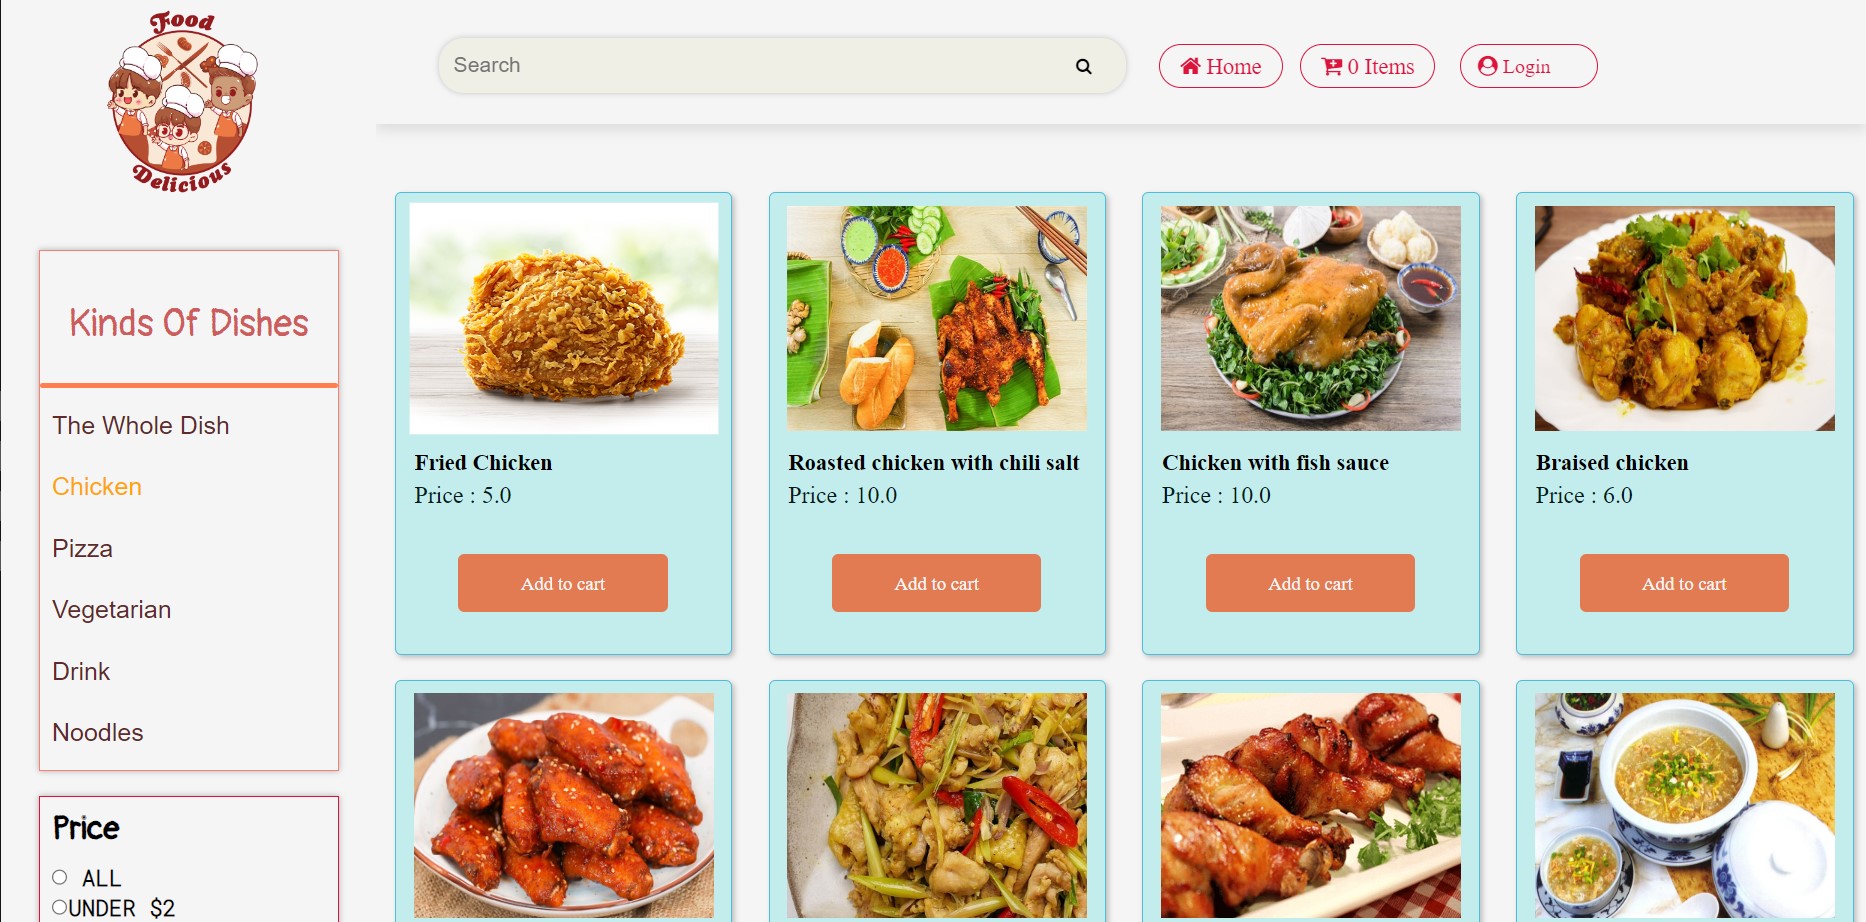 Food
Delicious
Search
Home
0 Items
Login
Kinds Of Dishes
The Whole Dish
Chicken
Pizza
Vegetarian
Drink
Noodles
Price
ALL
UNDER $2
Fried Chicken
Price : 5.0
Add to cart
Roasted chicken with chili salt
Price : 10.0
Add to cart
Chicken with fish sauce
Price : 10.0
Add to cart
Braised chicken
Price : 6.0
Add to cart